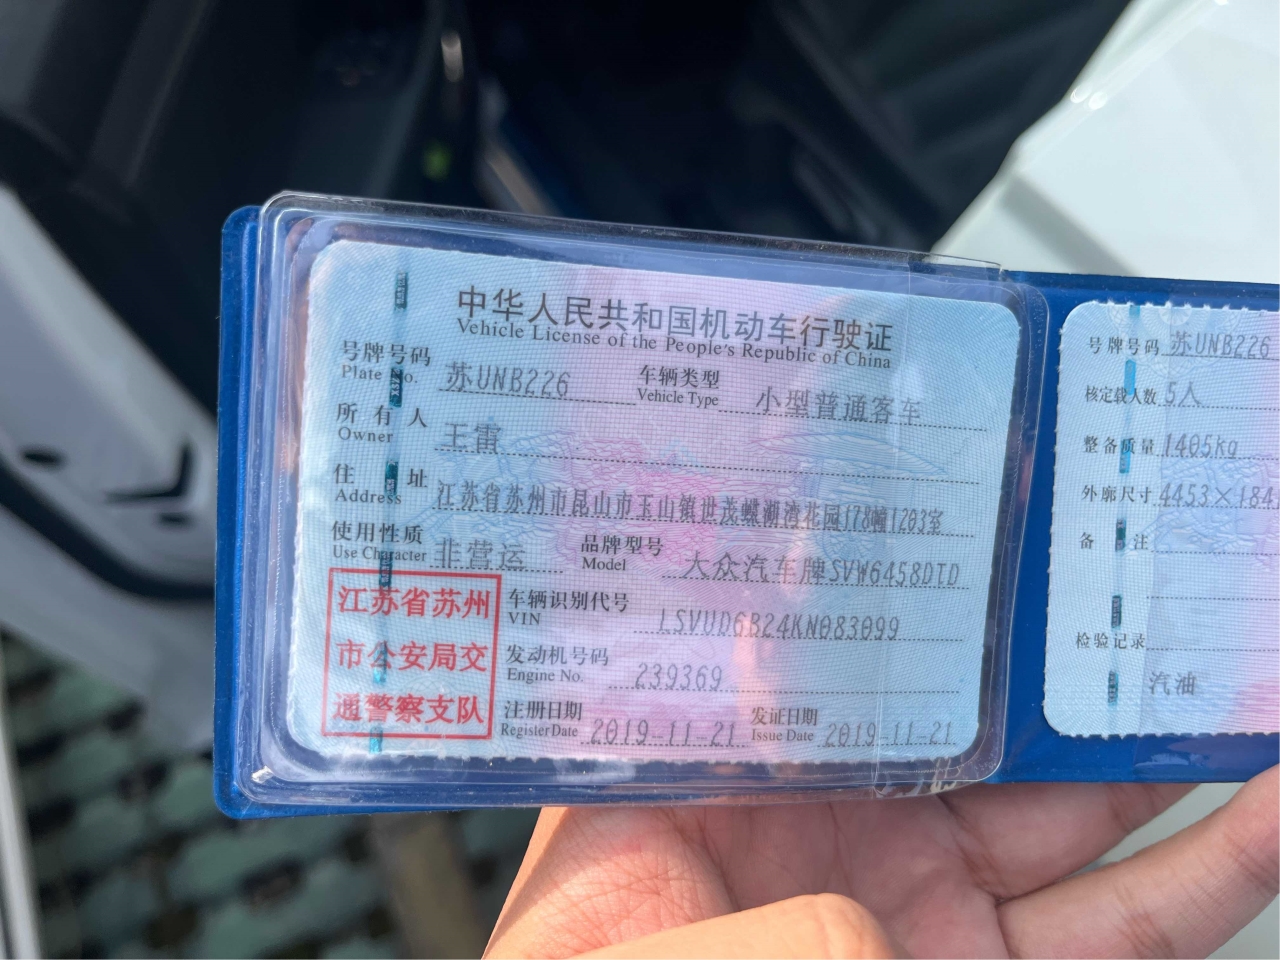 中华人民共和国机动车行驶证
Vehicle License of the People's Republic of China
号牌号码 苏UNB226 车辆类型 小型普通客车
Plate No. Vehicle Type
所有人 王雷
Owner
住址 江苏省苏州市昆山市玉山镇世茂蝶湖湾花园178幢1203室
Address
使用性质 非营运 品牌型号 大众汽车牌SVW6458DTD
Use Character Model
江苏省苏州
市公安局交
通警察支队
车辆识别代号 LSVUD6B24KN083099
VIN
发动机号码 239369
Engine No.
注册日期 2019-11-21 发证日期 2019-11-21
Register Date Issue Date
号牌号码 苏UNB226
核定载人数 5人
整备质量 1405kg
外廓尺寸 4453×184
备注
检验记录
汽油